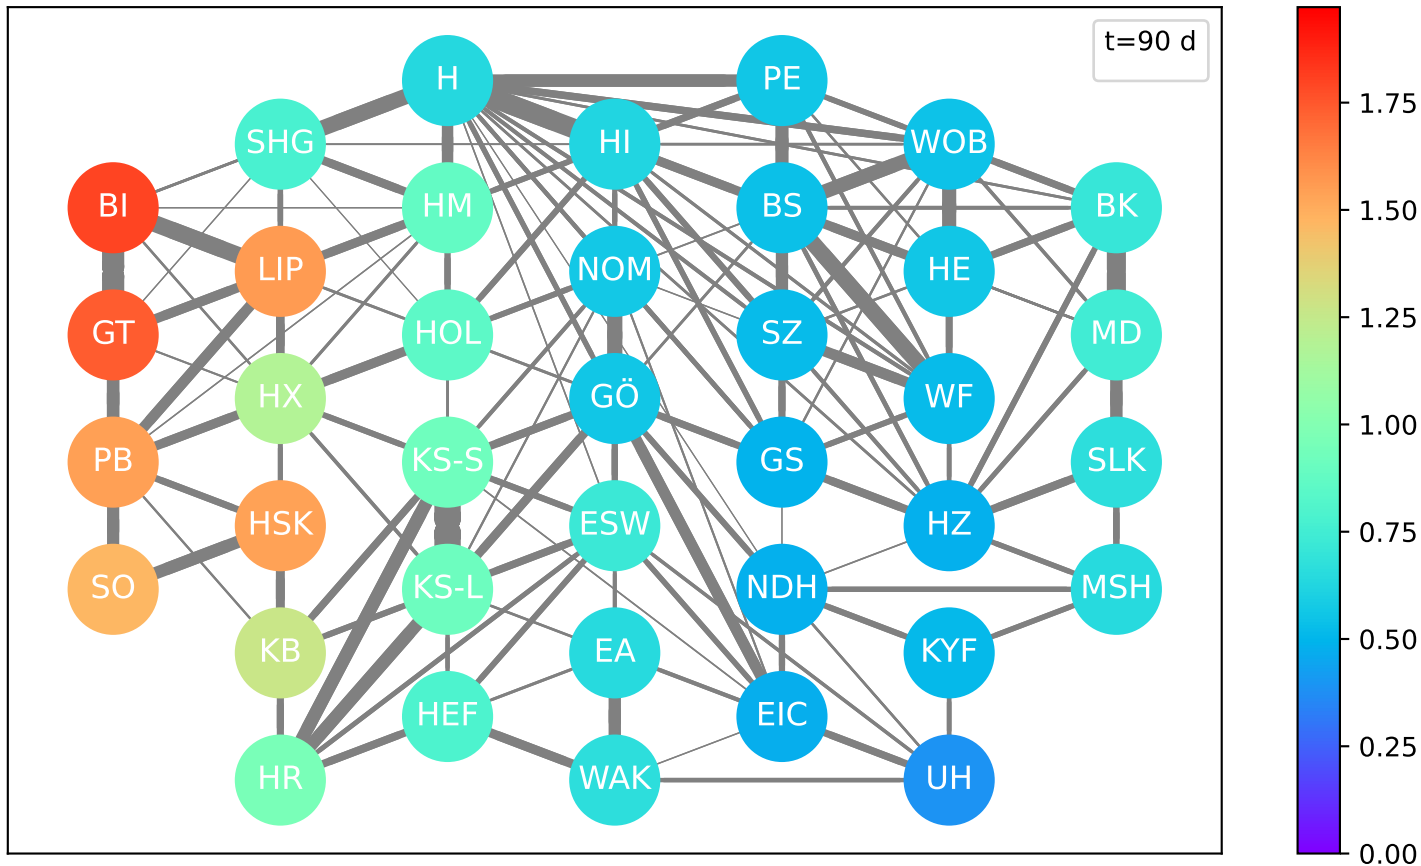 t=90 d
H
PE
SHG
HI
WOB
BI
HM
BS
BK
LIP
NOM
HE
GT
HOL
SZ
MD
HX
GÖ
WF
PB
KS-S
GS
SLK
HSK
ESW
HZ
SO
KS-L
NDH
MSH
KB
EA
KYF
HEF
EIC
HR
WAK
UH
1.75
1.50
1.25
1.00
0.75
0.50
0.25
0.00